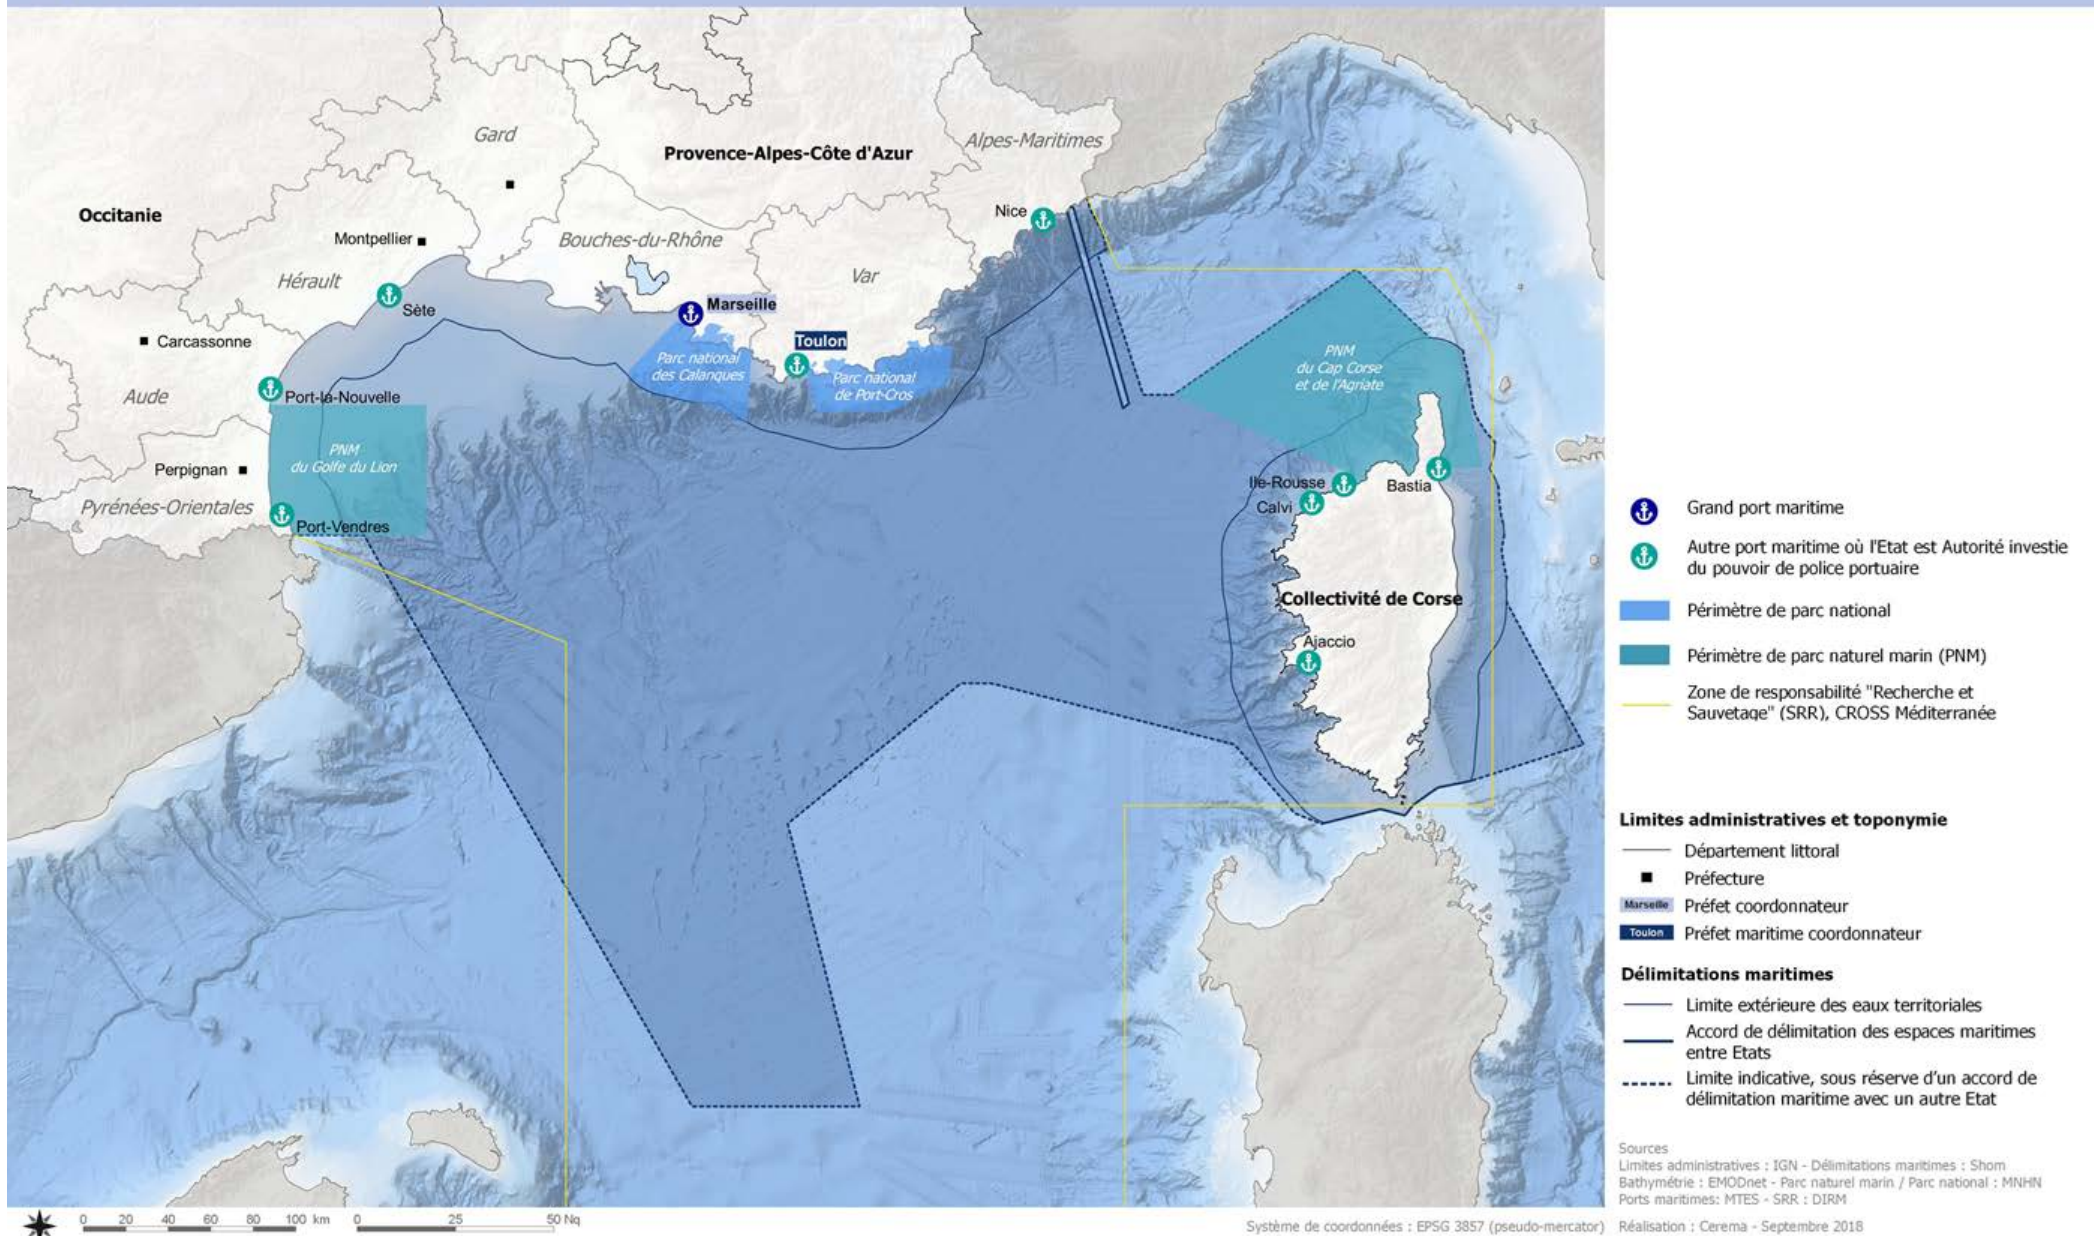 Gard
Alpes-Maritimes
Provence-Alpes-Côte d'Azur
Occitanie
Nice
Montpellier
Bouches-du-Rhône
Var
Hérault
Sète
Marseille
Carcassonne
Toulon
Parc national
des Calanques
Parc national
de Port-Cros
PNM
du Cap Corse
et de l'Agriate
Aude
Port-la-Nouvelle
PNM
du Golfe du Lion
Perpignan
Pyrénées-Orientales
Port-Vendres
Ile-Rousse
Bastia
Calvi
Collectivité de Corse
Ajaccio
Grand port maritime
Autre port maritime où l'Etat est Autorité investie
du pouvoir de police portuaire
Périmètre de parc national
Périmètre de parc naturel marin (PNM)
Zone de responsabilité "Recherche et
Sauvetage" (SRR), CROSS Méditerranée
Limites administratives et toponymie
Département littoral
Préfecture
Marseille Préfet coordonnateur
Toulon Préfet maritime coordonnateur
Délimitations maritimes
Limite extérieure des eaux territoriales
Accord de délimitation des espaces maritimes
entre Etats
Limite indicative, sous réserve d'un accord de
délimitation maritime avec un autre Etat
Sources
Limites administratives : IGN - Délimitations maritimes : Shom
Bathymétrie : EMODnet - Parc naturel marin / Parc national : MNHN
Ports maritimes: MTES - SRR : DIRM
0 20 40 60 80 100 km
0 25 50 Nq
Système de coordonnées : EPSG 3857 (pseudo-mercator)
Réalisation : Cerema - Septembre 2018